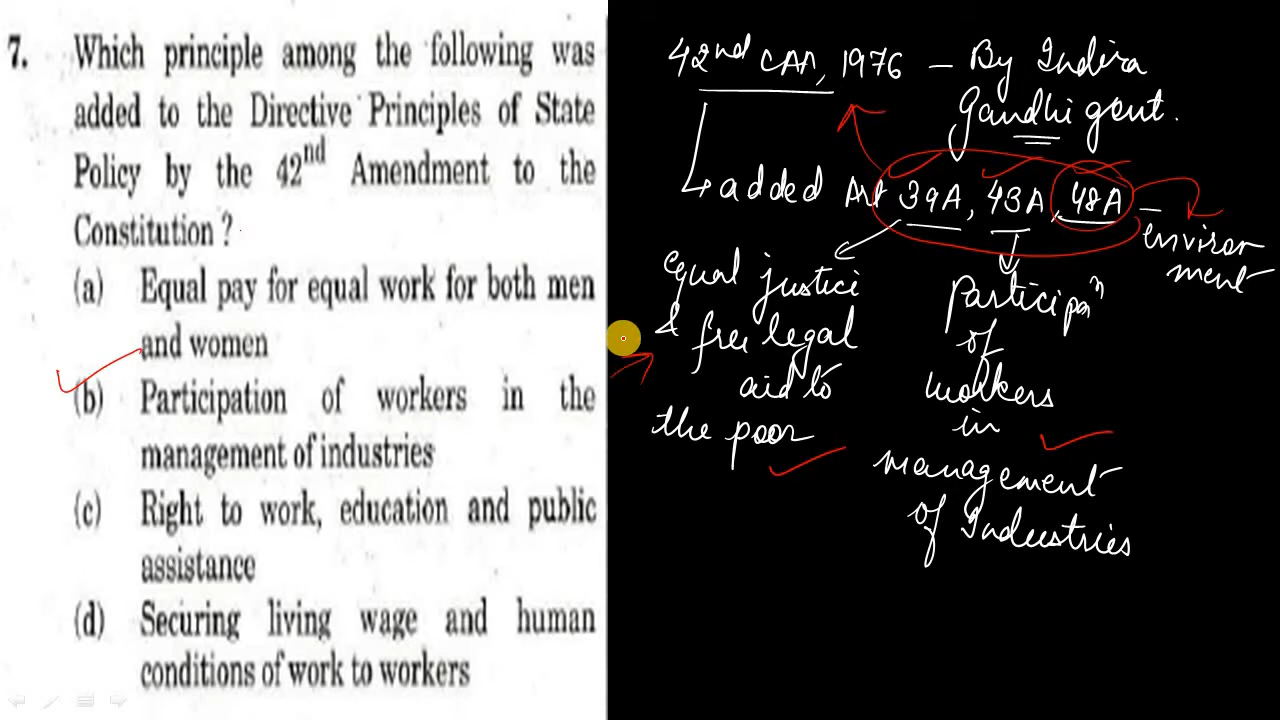 7. Which principle among the following was
added to the Directive Principles of State
Policy by the 42nd Amendment to the
Constitution ?
(a) Equal pay for equal work for both men
and women
(b) Participation of workers in the
management of industries
(c) Right to work, education and public
assistance
(d) Securing living wage and human
conditions of work to workers
42nd CAA, 1976 – By Indira
Gandhi govt.
added Art 39A, 43A, 48A –
environ
ment
equal justice
& free legal
aid to
the poor
Participan
of
workers
in
management
of Industries